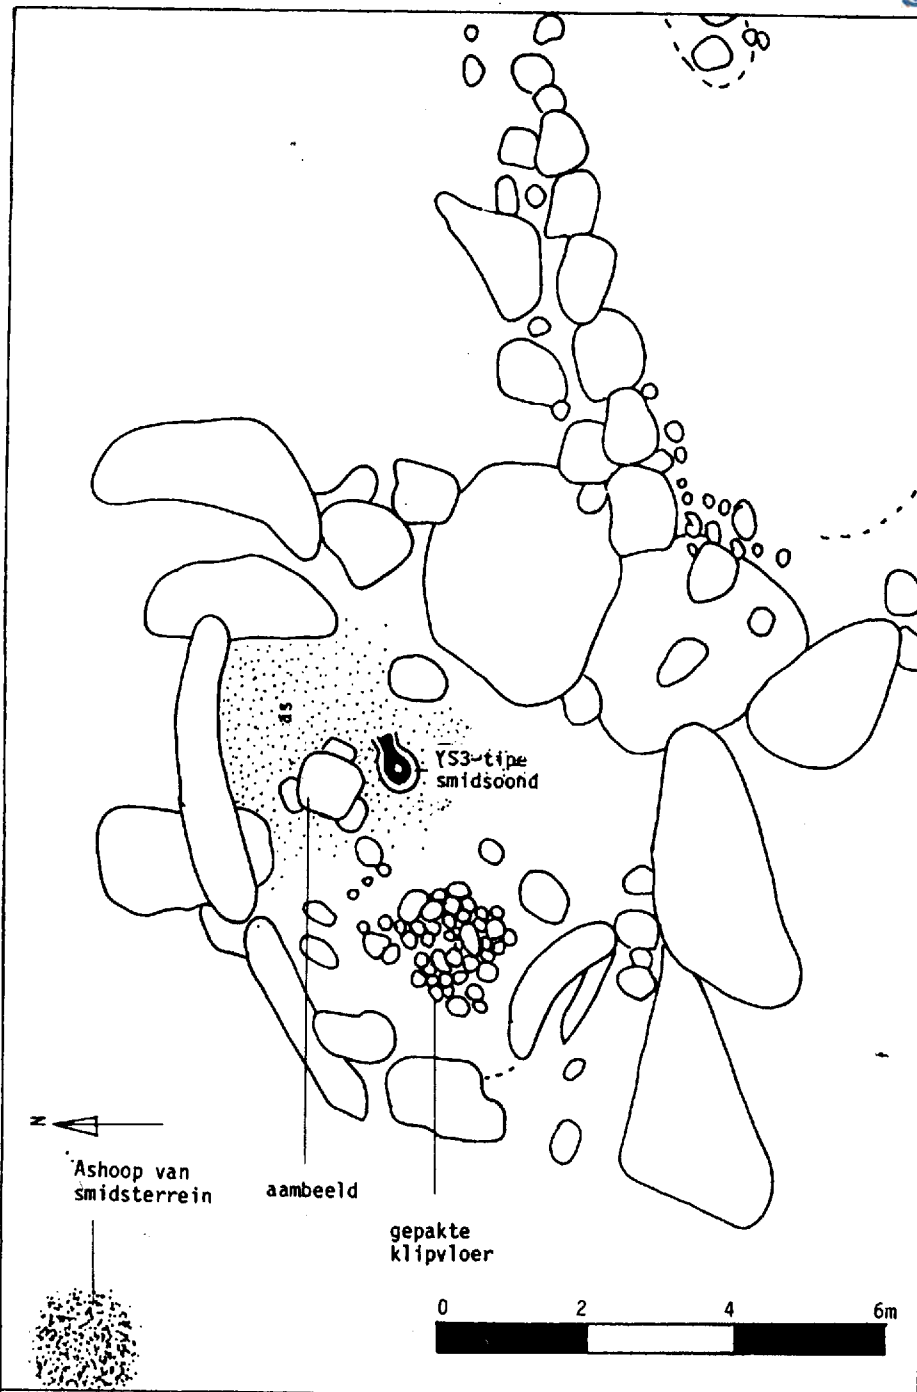 as
YS3-tipe
smidsoond
N
Ashoop van
smidsterrein
aambeeld
gepakte
klipvloer
0 2 4 6m